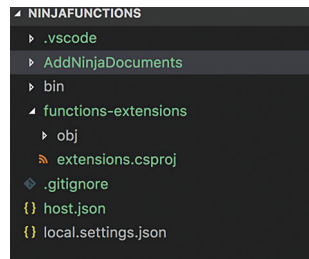 NINJAFUNCTIONS
.vscode
AddNinjaDocuments
bin
functions-extensions
obj
extensions.csproj
.gitignore
{} host.json
{} local.settings.json